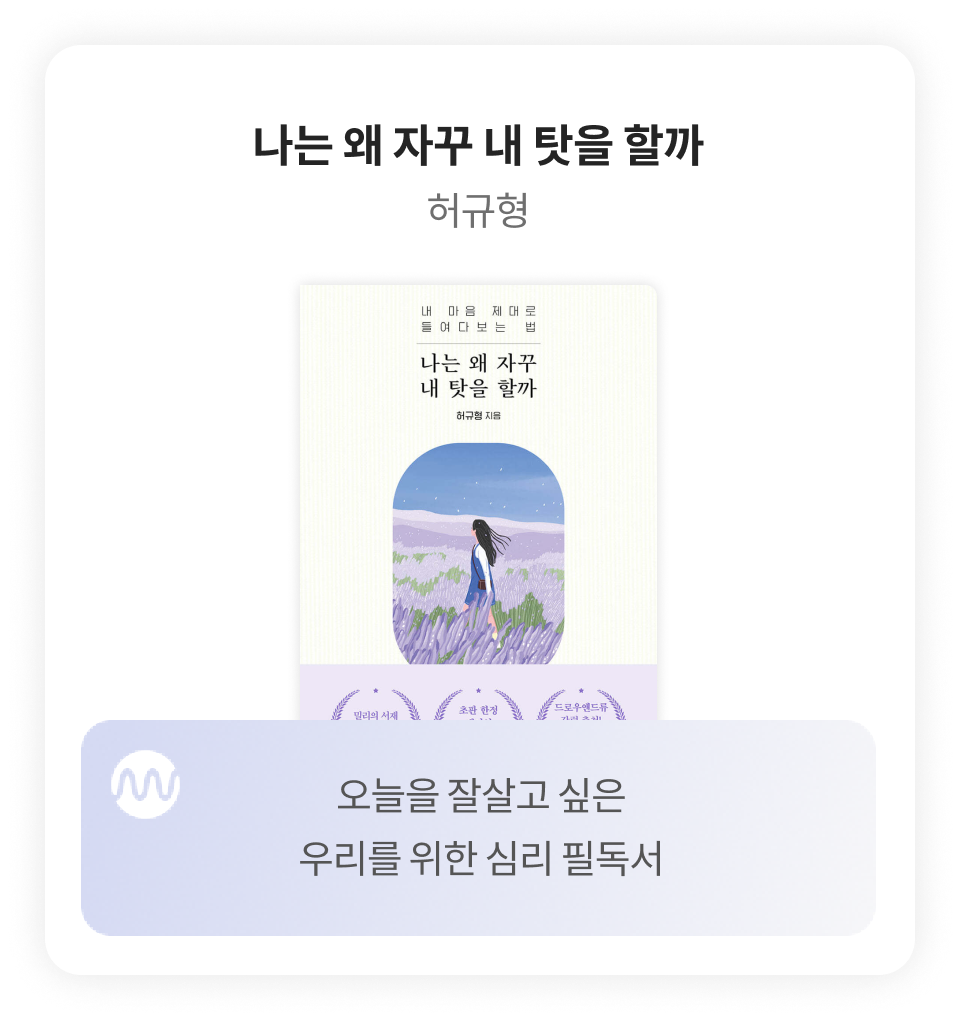 나는 왜 자꾸 내 탓을 할까
허규형
내 마음 제대로
들여다보는 법
나는 왜 자꾸
내 탓을 할까
허규형 지음
밀리의 서재
초판 한정
드로우앤드류
오늘을 잘살고 싶은
우리를 위한 심리 필독서